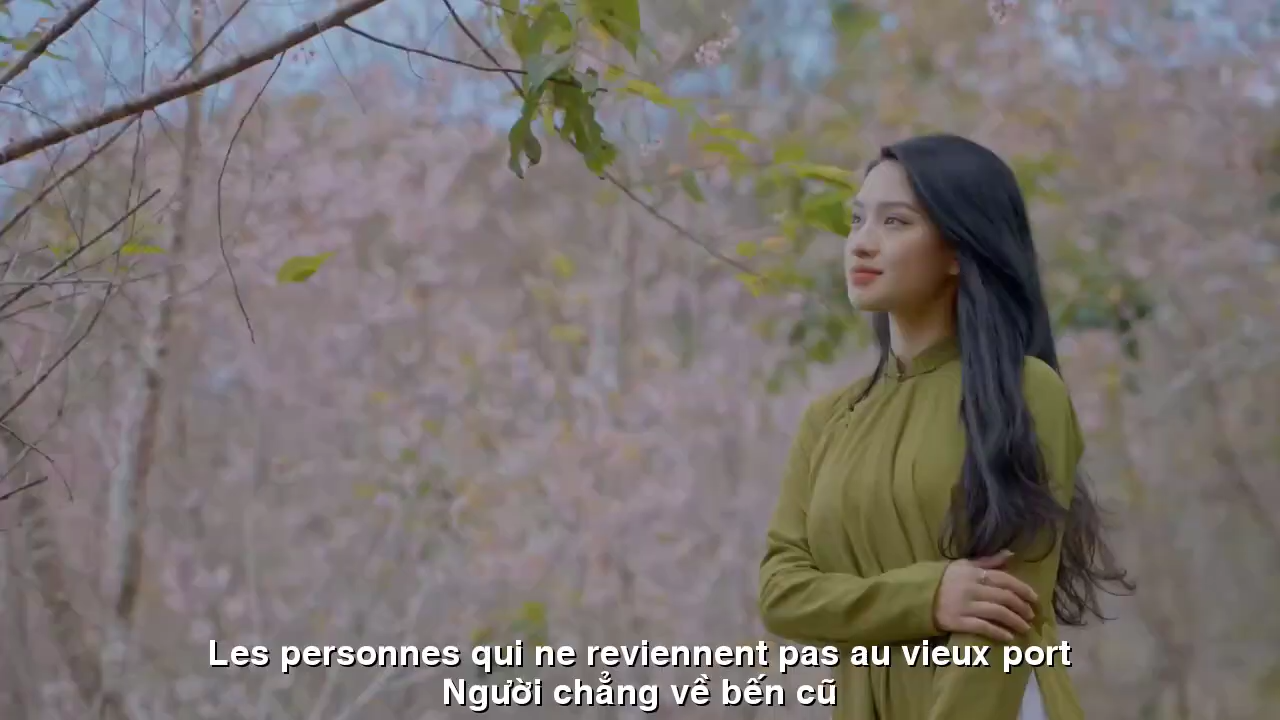 Les personnes qui ne reviennent pas au vieux port
Người chẳng về bến cũ